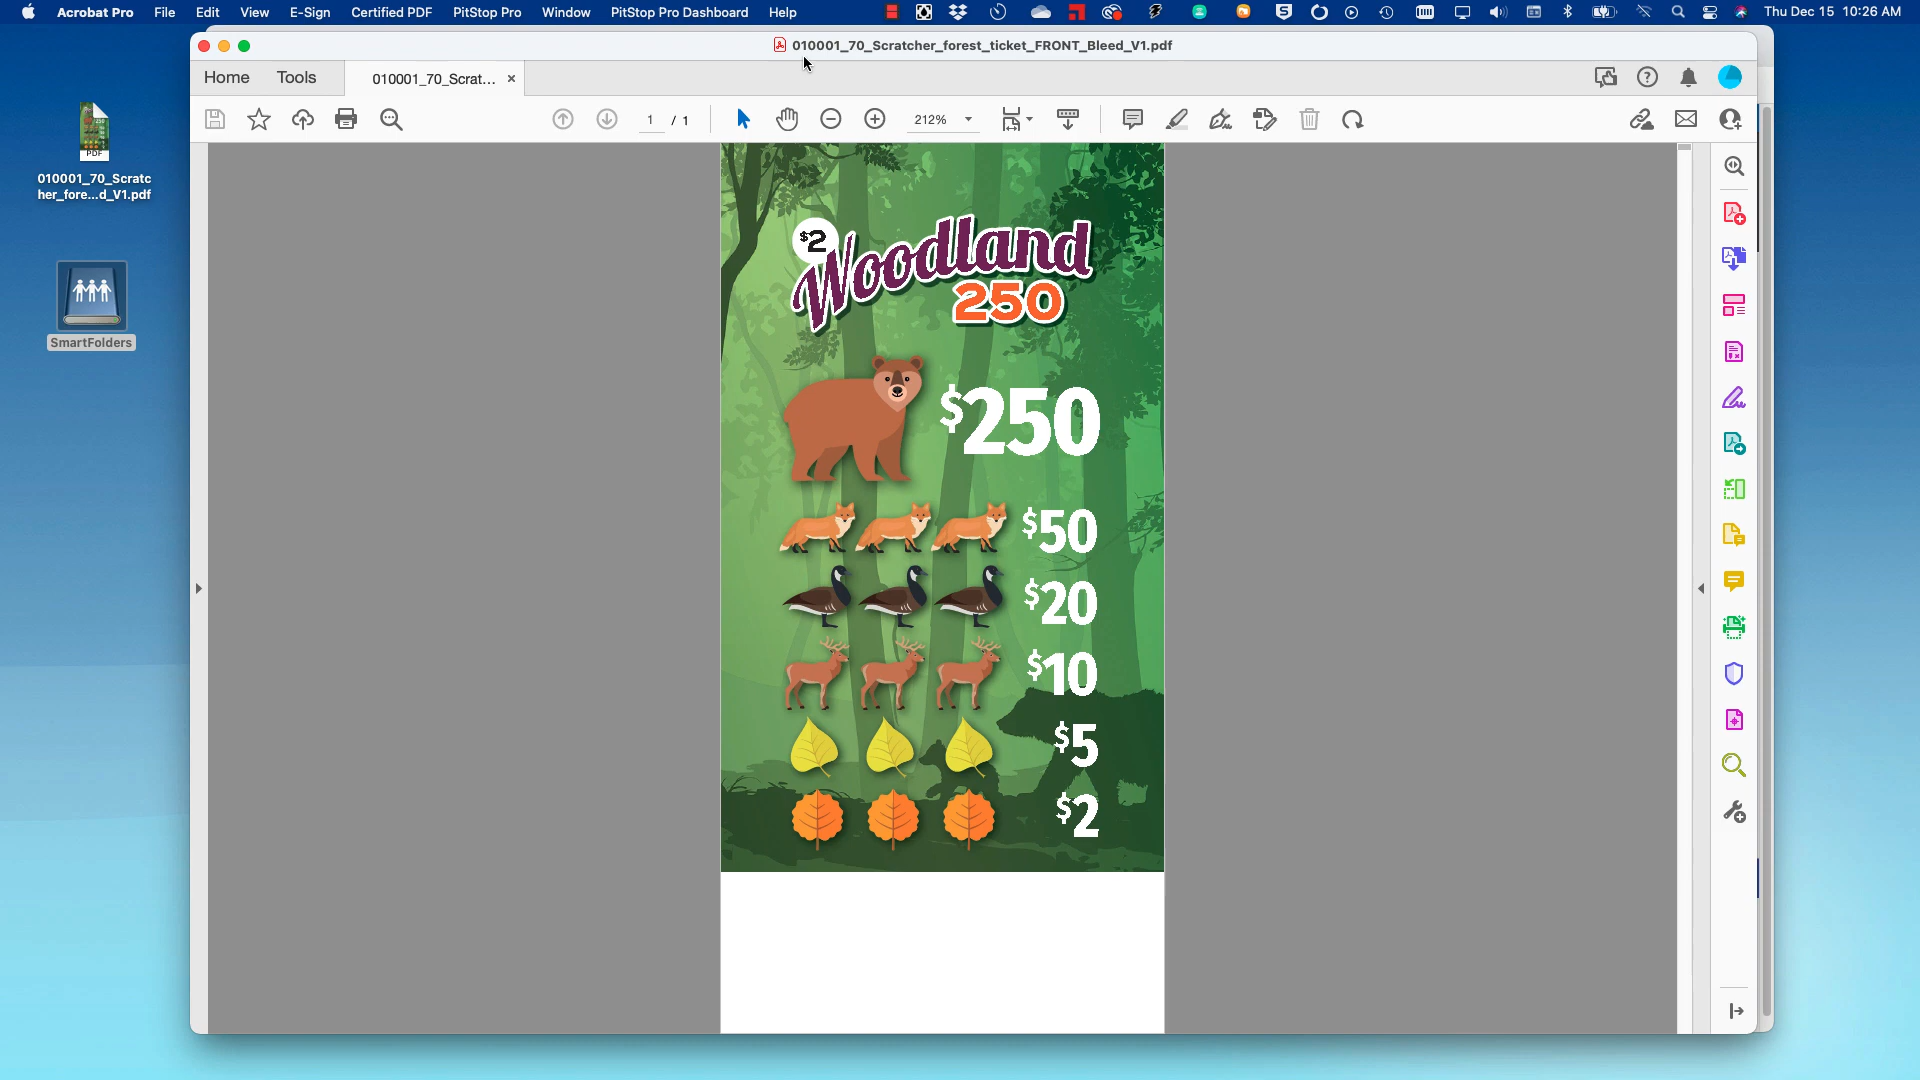 Acrobat Pro File Edit View E-Sign Certified PDF PitStop Pro Window PitStop Pro Dashboard Help Thu Dec 15 10:26 AM
010001_70_Scratcher_forest_ticket_FRONT_Bleed_V1.pdf
Home Tools 010001_70_Scrat... ×
1 / 1 212%
PDF
010001_70_Scratc
her_fore...d_V1.pdf
SmartFolders
$2
Woodland
250
$250
$50
$20
$10
$5
$2